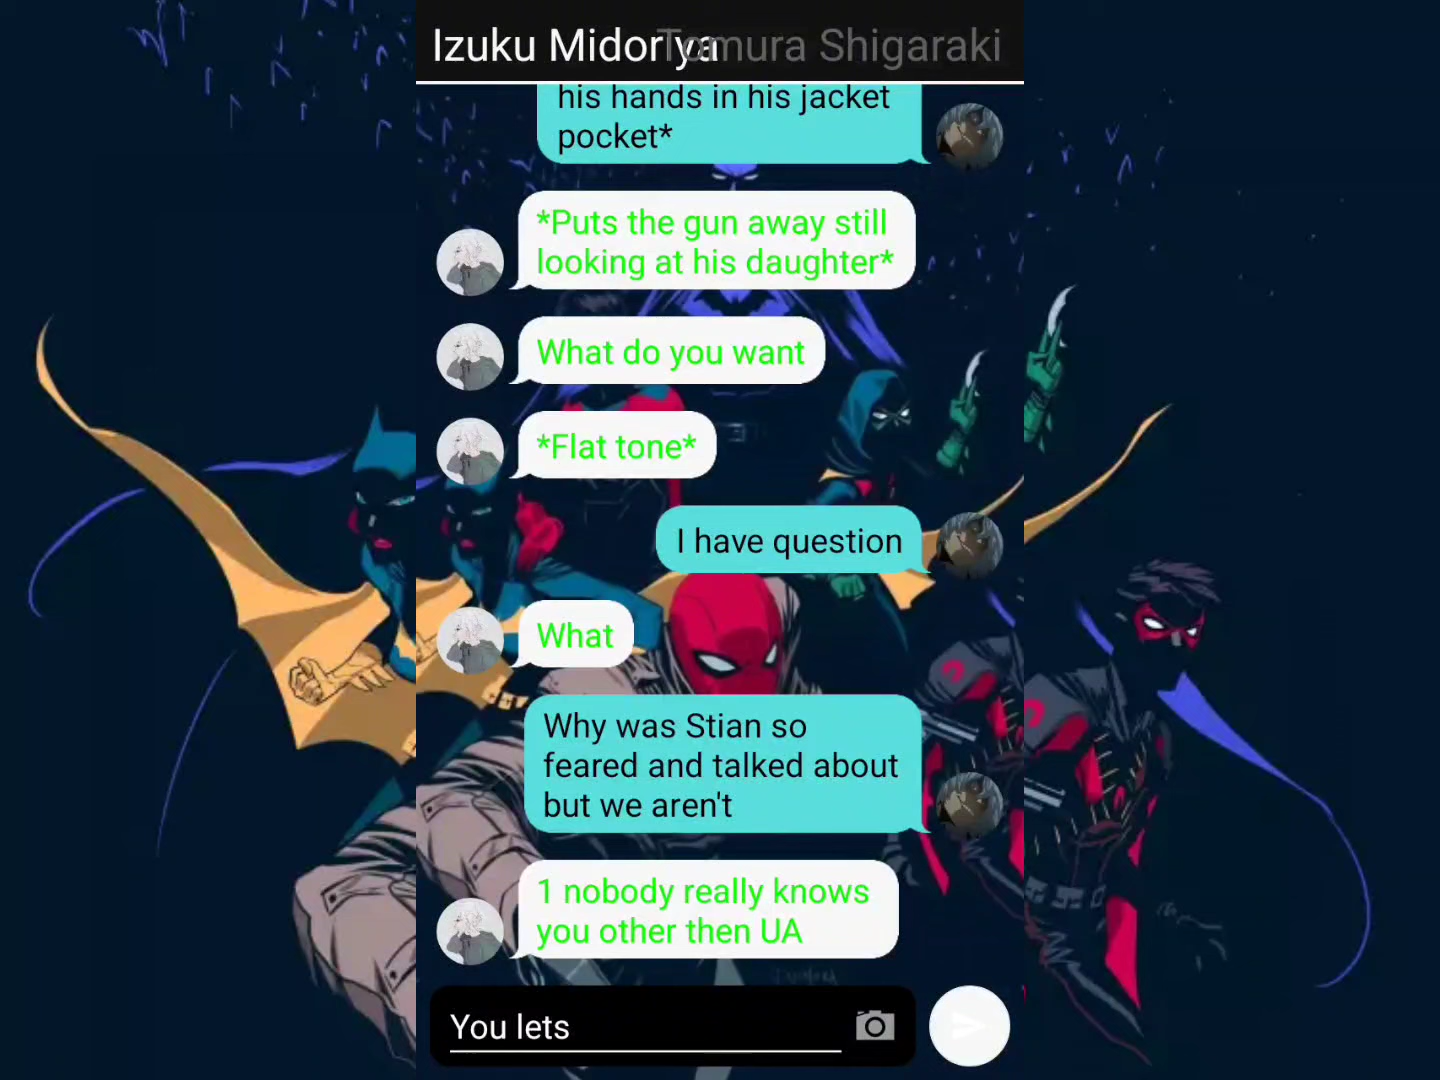 Izuku Midoriya Tomura Shigaraki
his hands in his jacket
pocket*
*Puts the gun away still
looking at his daughter*
What do you want
*Flat tone*
I have question
What
Why was Stian so
feared and talked about
but we aren't
1 nobody really knows
you other then UA
You lets